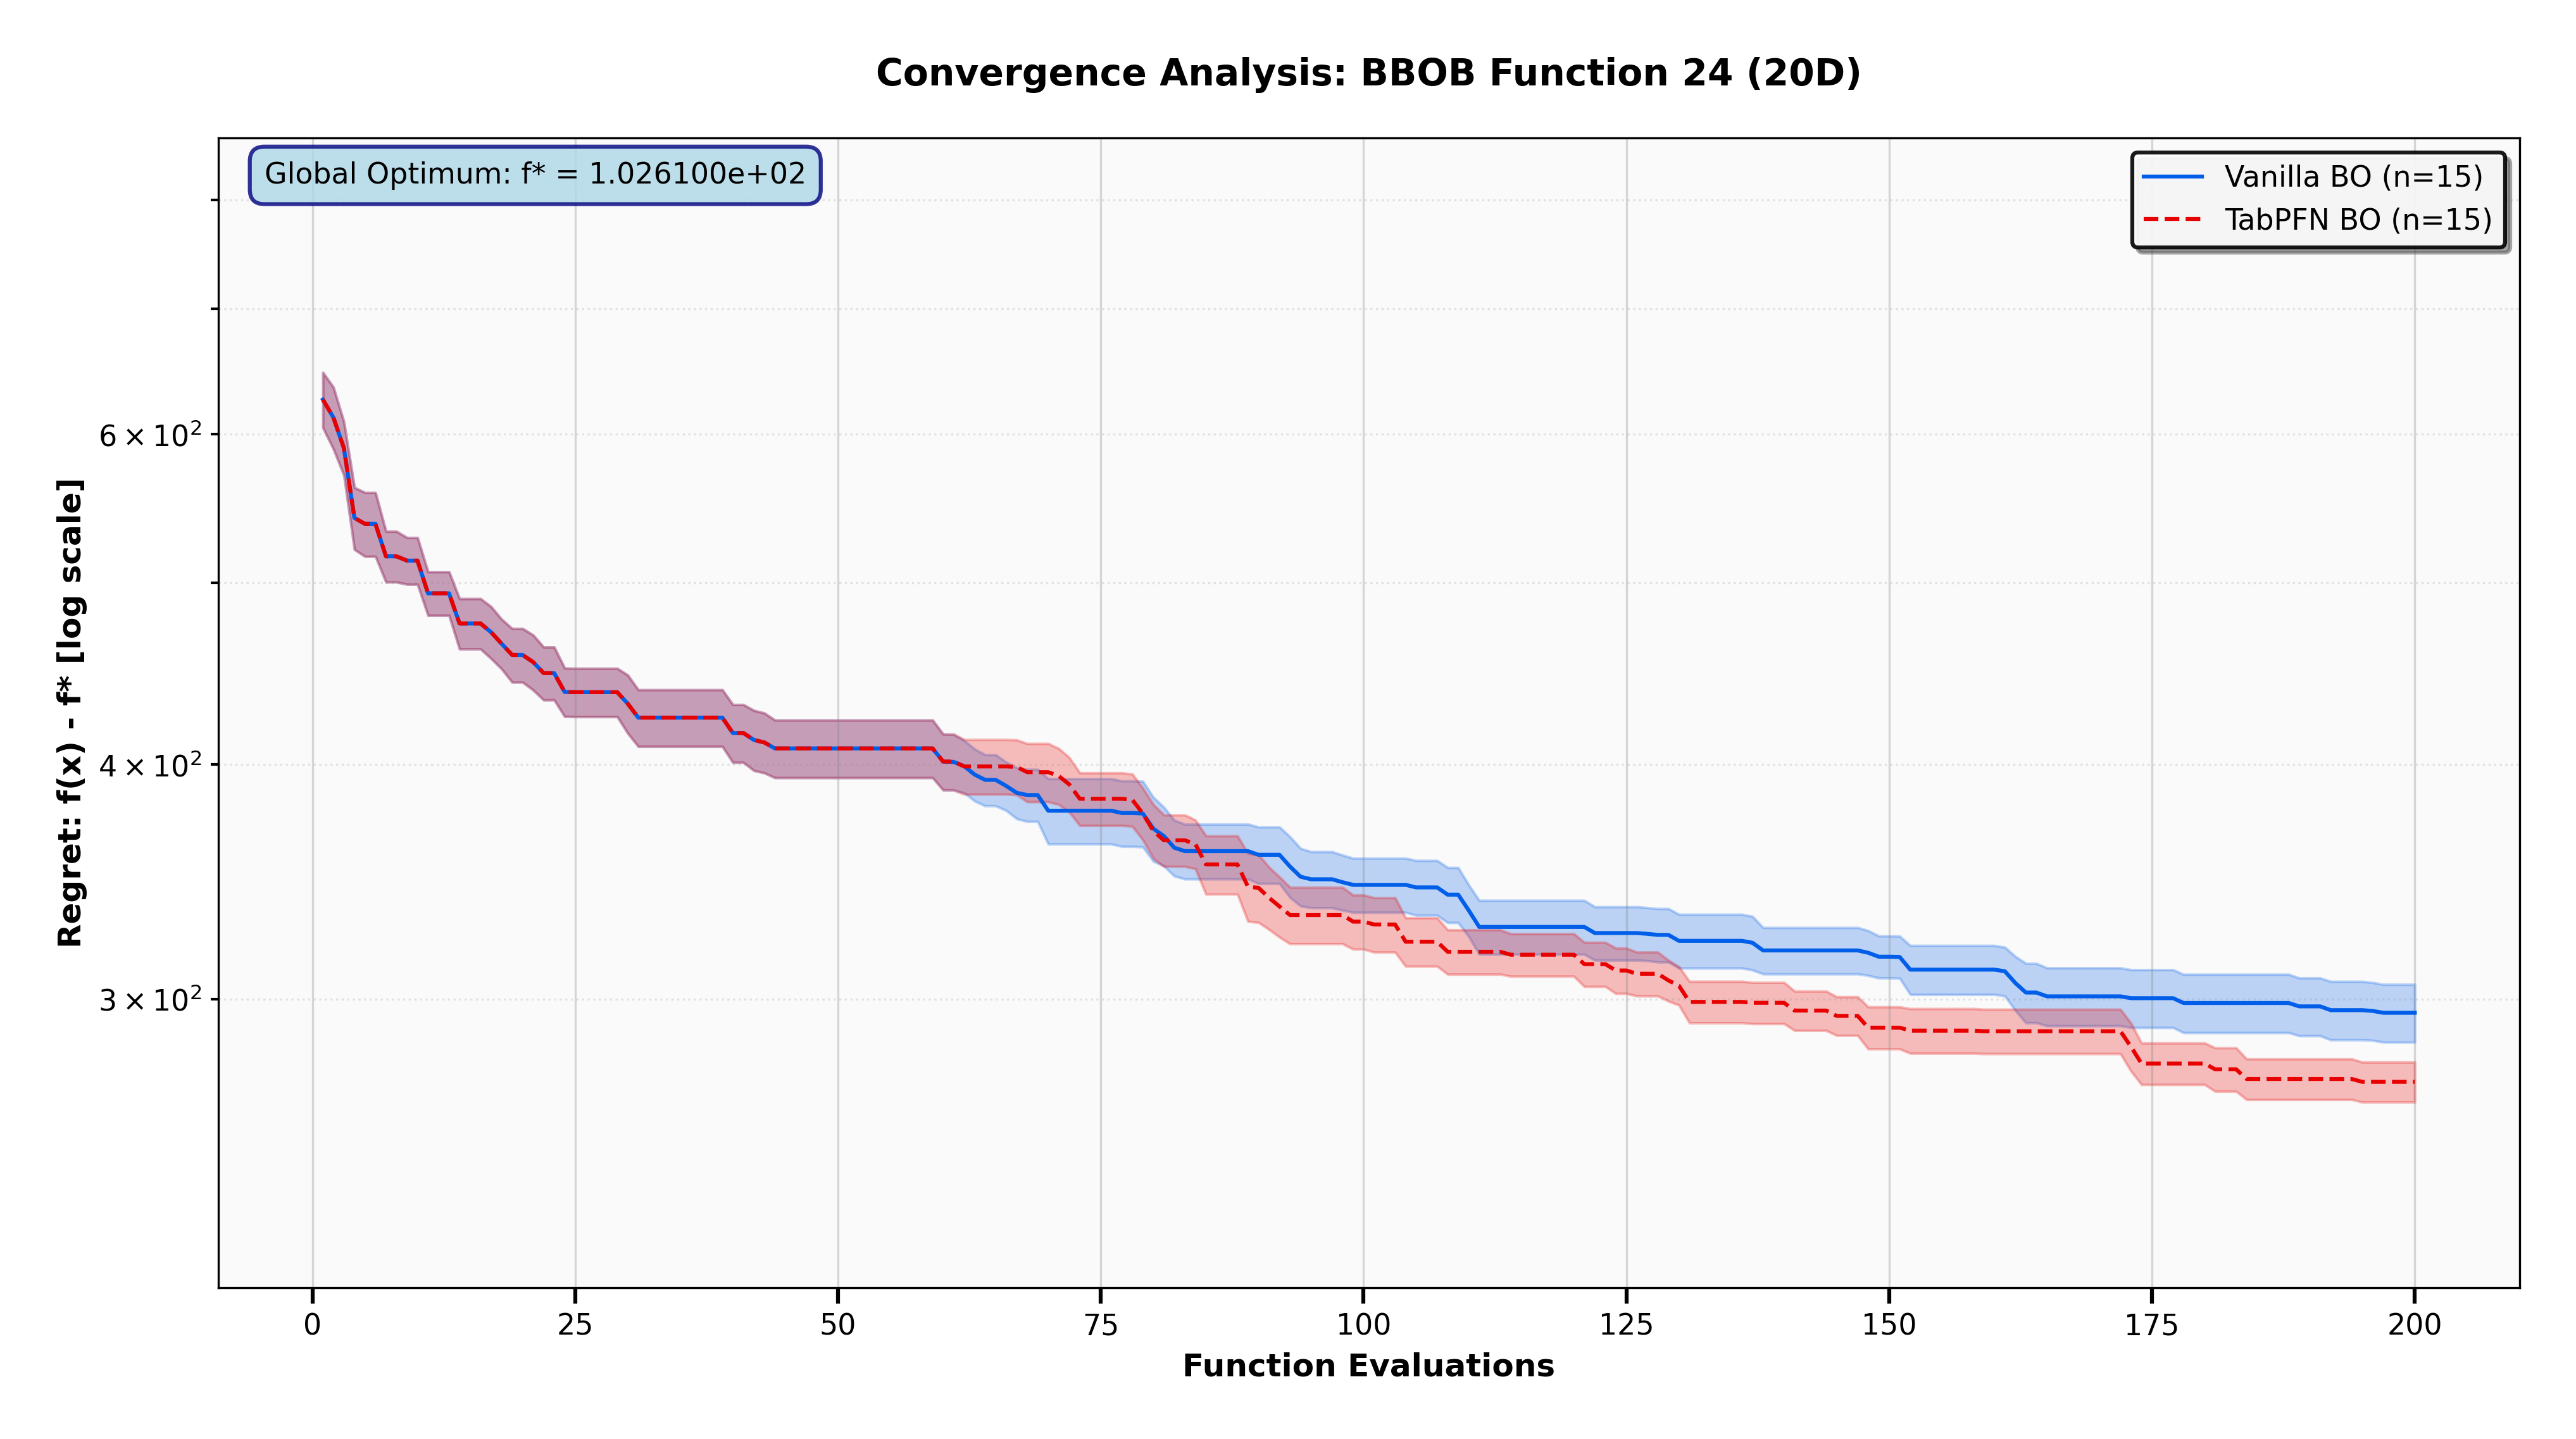 Convergence Analysis: BBOB Function 24 (20D)
Global Optimum: f* = 1.026100e+02
Vanilla BO (n=15)
TabPFN BO (n=15)
Regret: f(x) - f* [log scale]
6 × 10²
4 × 10²
3 × 10²
0 25 50 75 100 125 150 175 200
Function Evaluations